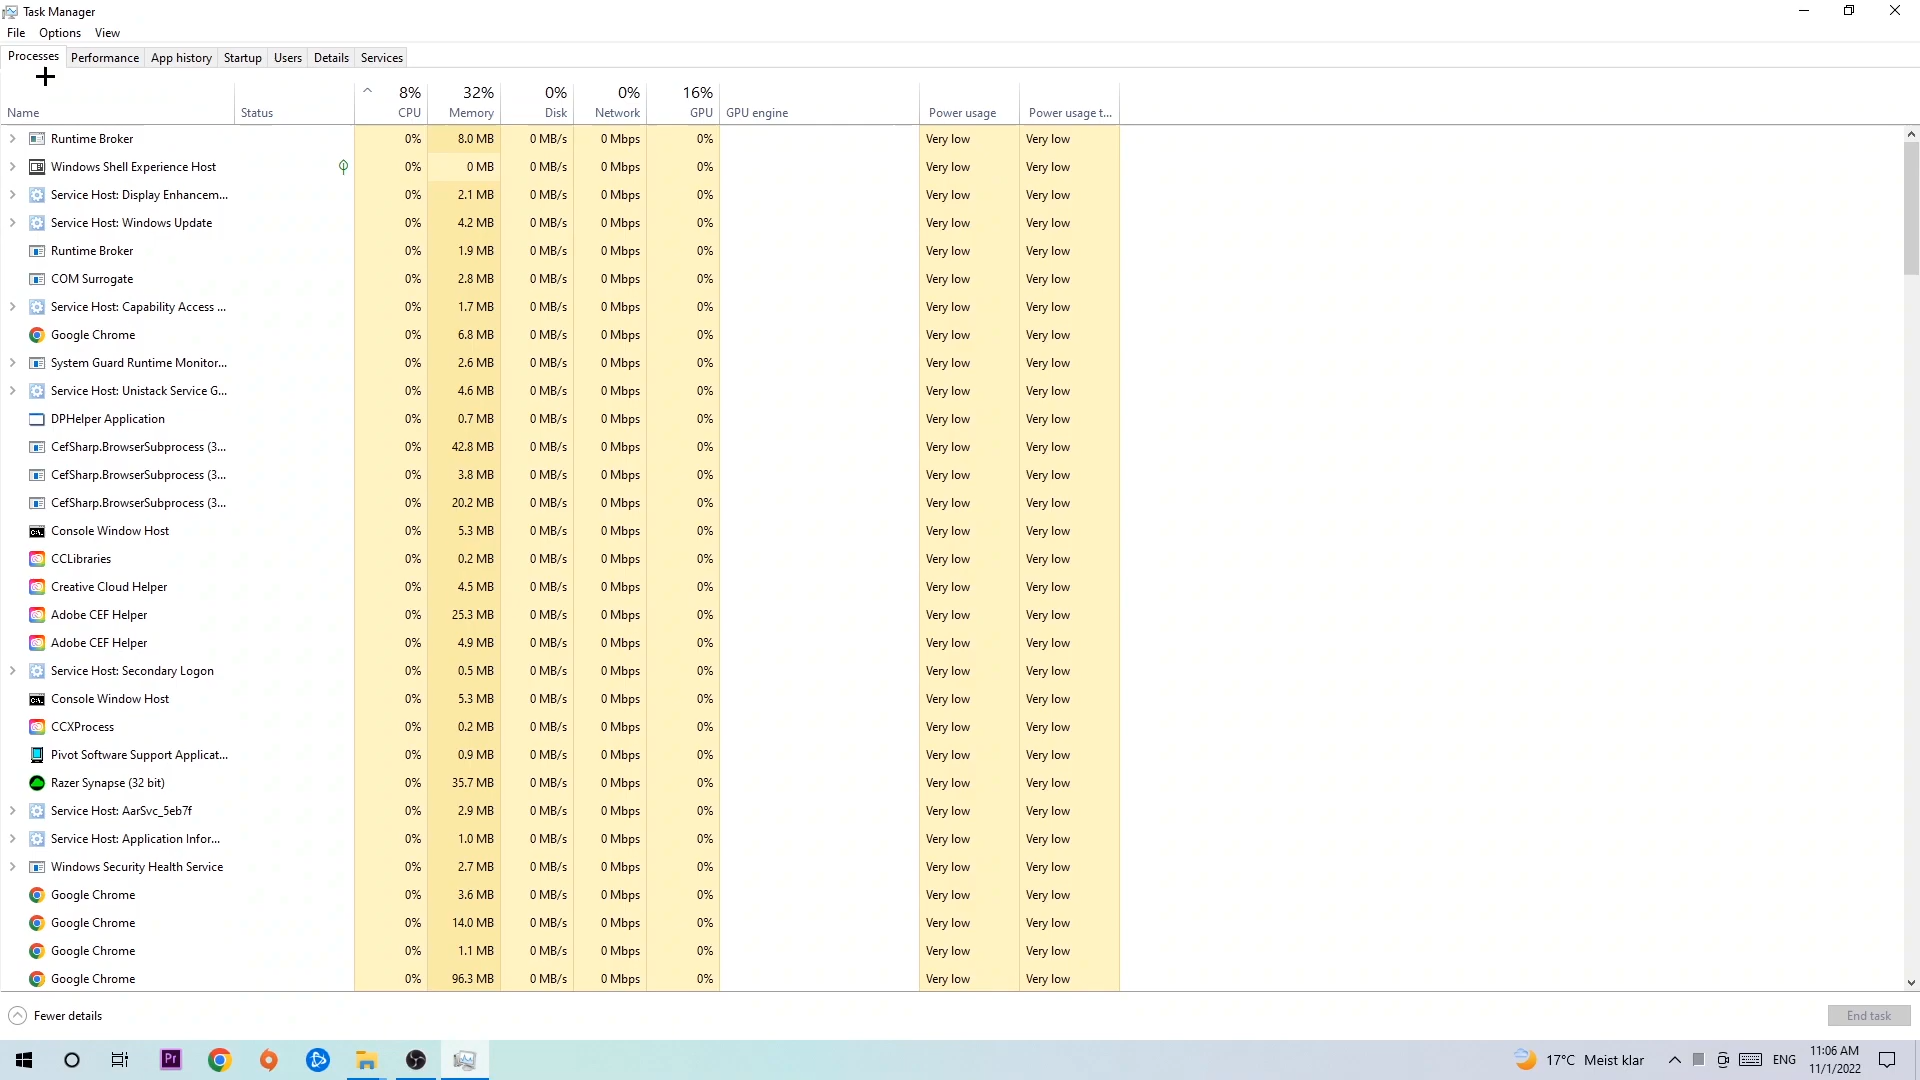 Task Manager
File Options View
Processes Performance App history Startup Users Details Services
8% 32% 0% 0% 16%
Name Status CPU Memory Disk Network GPU GPU engine Power usage Power usage t...
Runtime Broker 0% 8.0 MB 0 MB/s 0 Mbps 0% Very low Very low
Windows Shell Experience Host 0% 0 MB 0 MB/s 0 Mbps 0% Very low Very low
Service Host: Display Enhancem... 0% 2.1 MB 0 MB/s 0 Mbps 0% Very low Very low
Service Host: Windows Update 0% 4.2 MB 0 MB/s 0 Mbps 0% Very low Very low
Runtime Broker 0% 1.9 MB 0 MB/s 0 Mbps 0% Very low Very low
COM Surrogate 0% 2.8 MB 0 MB/s 0 Mbps 0% Very low Very low
Service Host: Capability Access ... 0% 1.7 MB 0 MB/s 0 Mbps 0% Very low Very low
Google Chrome 0% 6.8 MB 0 MB/s 0 Mbps 0% Very low Very low
System Guard Runtime Monitor... 0% 2.6 MB 0 MB/s 0 Mbps 0% Very low Very low
Service Host: Unistack Service G... 0% 4.6 MB 0 MB/s 0 Mbps 0% Very low Very low
DPHelper Application 0% 0.7 MB 0 MB/s 0 Mbps 0% Very low Very low
CefSharp.BrowserSubprocess (3... 0% 42.8 MB 0 MB/s 0 Mbps 0% Very low Very low
CefSharp.BrowserSubprocess (3... 0% 3.8 MB 0 MB/s 0 Mbps 0% Very low Very low
CefSharp.BrowserSubprocess (3... 0% 20.2 MB 0 MB/s 0 Mbps 0% Very low Very low
Console Window Host 0% 5.3 MB 0 MB/s 0 Mbps 0% Very low Very low
CCLibraries 0% 0.2 MB 0 MB/s 0 Mbps 0% Very low Very low
Creative Cloud Helper 0% 4.5 MB 0 MB/s 0 Mbps 0% Very low Very low
Adobe CEF Helper 0% 25.3 MB 0 MB/s 0 Mbps 0% Very low Very low
Adobe CEF Helper 0% 4.9 MB 0 MB/s 0 Mbps 0% Very low Very low
Service Host: Secondary Logon 0% 0.5 MB 0 MB/s 0 Mbps 0% Very low Very low
Console Window Host 0% 5.3 MB 0 MB/s 0 Mbps 0% Very low Very low
CCXProcess 0% 0.2 MB 0 MB/s 0 Mbps 0% Very low Very low
Pivot Software Support Applicat... 0% 0.9 MB 0 MB/s 0 Mbps 0% Very low Very low
Razer Synapse (32 bit) 0% 35.7 MB 0 MB/s 0 Mbps 0% Very low Very low
Service Host: AarSvc_5eb7f 0% 2.9 MB 0 MB/s 0 Mbps 0% Very low Very low
Service Host: Application Infor... 0% 1.0 MB 0 MB/s 0 Mbps 0% Very low Very low
Windows Security Health Service 0% 2.7 MB 0 MB/s 0 Mbps 0% Very low Very low
Google Chrome 0% 3.6 MB 0 MB/s 0 Mbps 0% Very low Very low
Google Chrome 0% 14.0 MB 0 MB/s 0 Mbps 0% Very low Very low
Google Chrome 0% 1.1 MB 0 MB/s 0 Mbps 0% Very low Very low
Google Chrome 0% 96.3 MB 0 MB/s 0 Mbps 0% Very low Very low
Fewer details End task
Pr 17°C Meist klar ENG 11:06 AM
11/1/2022